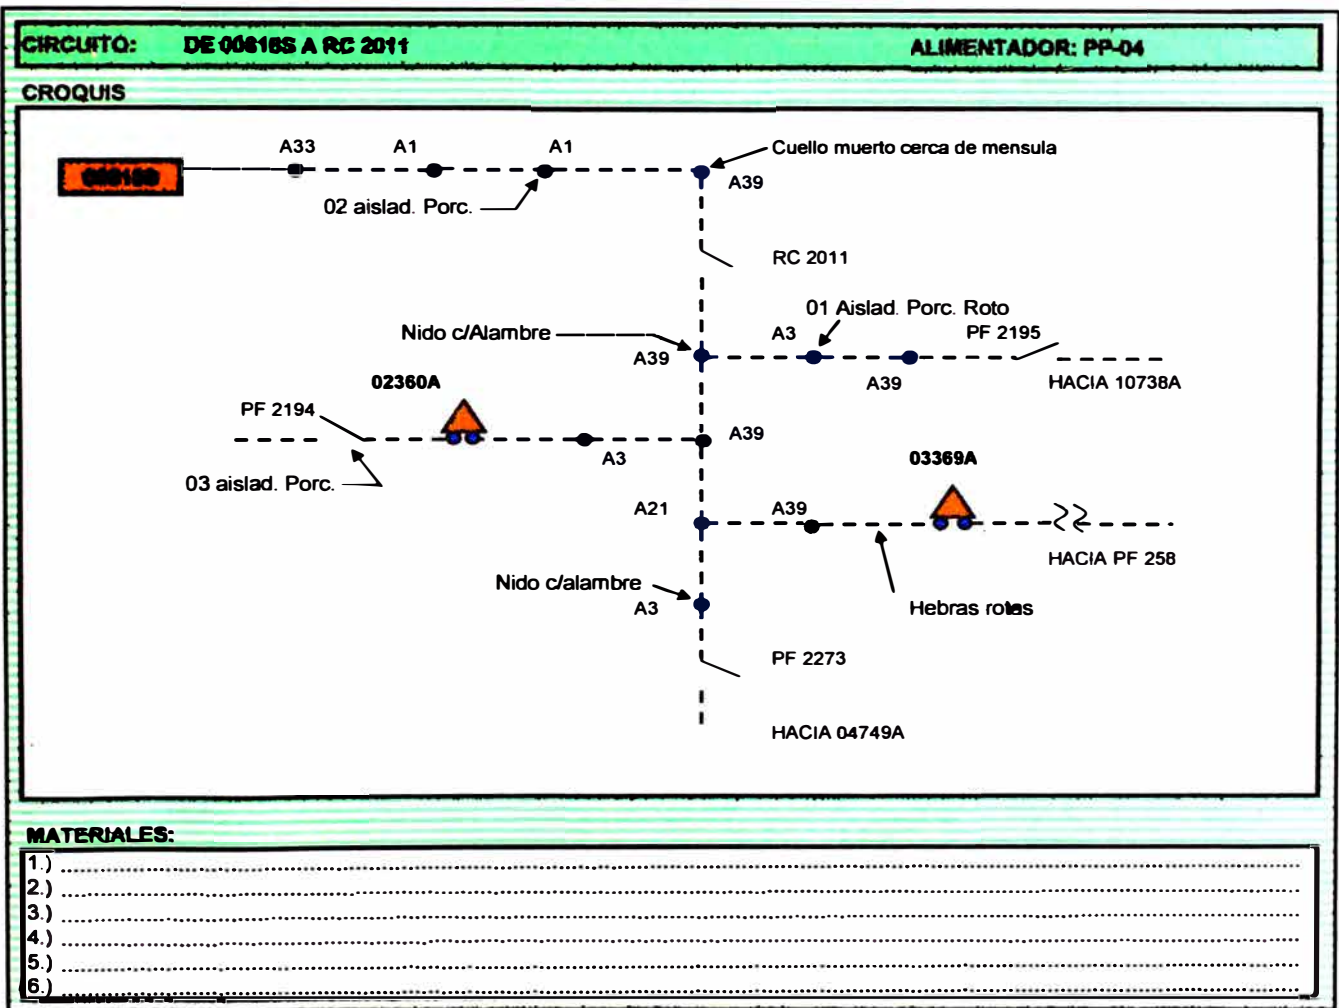 CIRCUITO: DE 00616S A RC 2011 ALIMENTADOR: PP-04
CROQUIS
A33 A1 A1 Cuello muerto cerca de mensula
A39
02 aislad. Porc.
RC 2011
01 Aislad. Porc. Roto
Nido c/Alambre A3 PF 2195
A39
A39 HACIA 10738A
02360A
PF 2194
A39
A3 03369A
03 aislad. Porc.
A21 A39
HACIA PF 258
Nido c/alambre
A3 Hebras rotas
PF 2273
HACIA 04749A
MATERIALES:
1.)
2.)
3.)
4.)
5.)
6.)